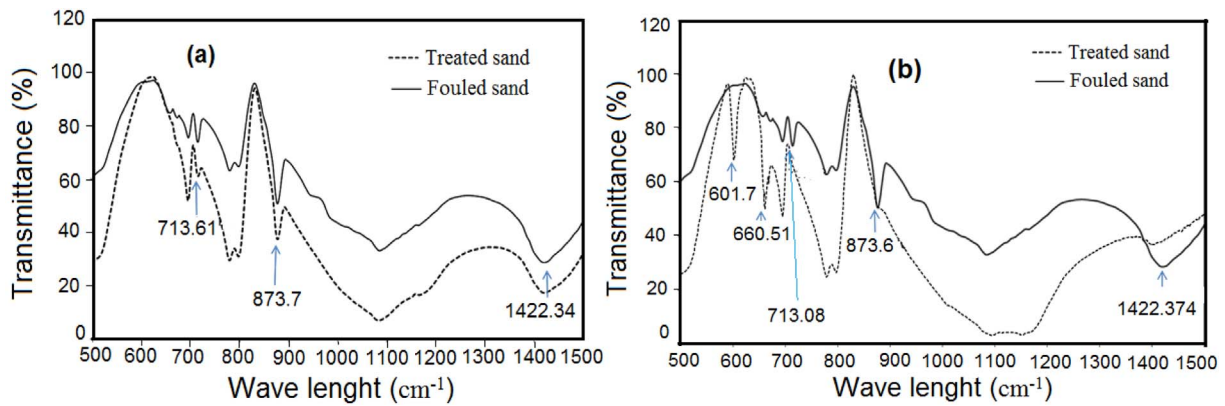 (a)
Treated sand
Fouled sand
Transmittance (%)
120
100
80
60
40
20
0
713.61
873.7
1422.34
500 600 700 800 900 1000 1100 1200 1300 1400 1500
Wave lenght (cm-1)
(b)
Treated sand
Fouled sand
Transmittance (%)
120
100
80
60
40
20
0
601.7
660.51
713.08
873.6
1422.374
500 600 700 800 900 1000 1100 1200 1300 1400 1500
Wave lenght (cm-1)